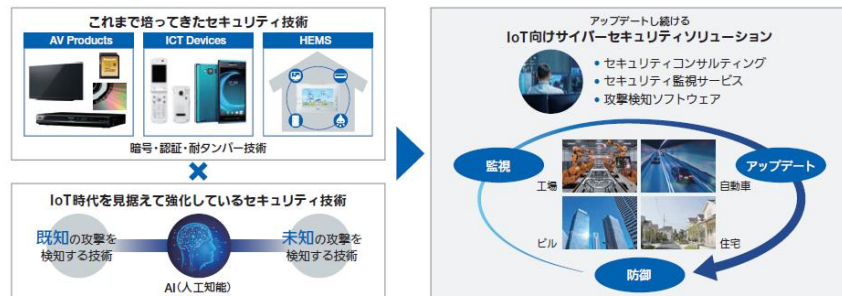 これまで培ってきたセキュリティ技術
AV Products
ICT Devices
HEMS
暗号・認証・耐タンパー技術
×
IoT時代を見据えて強化しているセキュリティ技術
既知の攻撃を
検知する技術
AI(人工知能)
未知の攻撃を
検知する技術
アップデートし続ける
IoT向けサイバーセキュリティソリューション
• セキュリティコンサルティング
• セキュリティ監視サービス
• 攻撃検知ソフトウェア
監視
アップデート
工場
自動車
ビル
住宅
防御